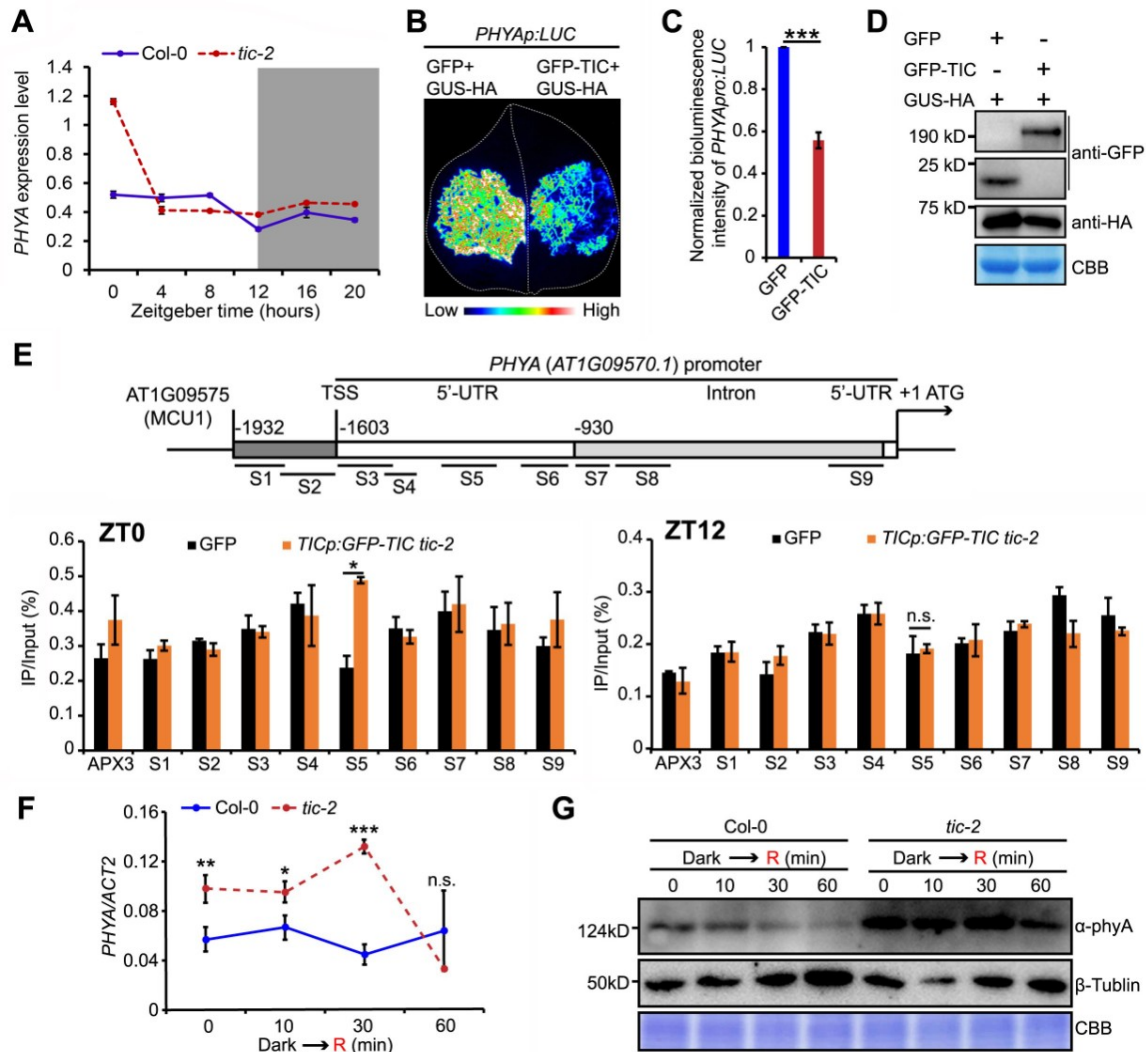 A
Col-0 tic-2
PHYA expression level
1.4
1.2
1
0.8
0.6
0.4
0.2
0
0 4 8 12 16 20
Zeitgeber time (hours)
B
PHYAp:LUC
GFP+ GFP-TIC+
GUS-HA GUS-HA
Low High
C
Normalized bioluminescence
intensity of PHYApro:LUC
***
1
0.8
0.6
0.4
0.2
0
GFP
GFP-TIC
D
GFP + -
GFP-TIC - +
GUS-HA + +
190 kD
25 kD
anti-GFP
75 kD
anti-HA
CBB
E
PHYA (AT1G09570.1) promoter
AT1G09575 TSS 5'-UTR Intron 5'-UTR +1 ATG
(MCU1)
-1932 -1603 -930
S1 S2 S3 S4 S5 S6 S7 S8 S9
ZT0
GFP TICp:GFP-TIC tic-2
IP/Input (%)
0.6
0.5
0.4
0.3
0.2
0.1
0
*
APX3 S1 S2 S3 S4 S5 S6 S7 S8 S9
ZT12
GFP TICp:GFP-TIC tic-2
IP/Input (%)
0.3
0.2
0.1
0
n.s.
APX3 S1 S2 S3 S4 S5 S6 S7 S8 S9
F
Col-0 tic-2
PHYA/ACT2
0.16
0.12
0.08
0.04
0
** * *** n.s.
0 10 30 60
Dark → R (min)
G
Col-0 tic-2
Dark → R (min) Dark → R (min)
0 10 30 60 0 10 30 60
124kD α-phyA
50kD β-Tublin
CBB